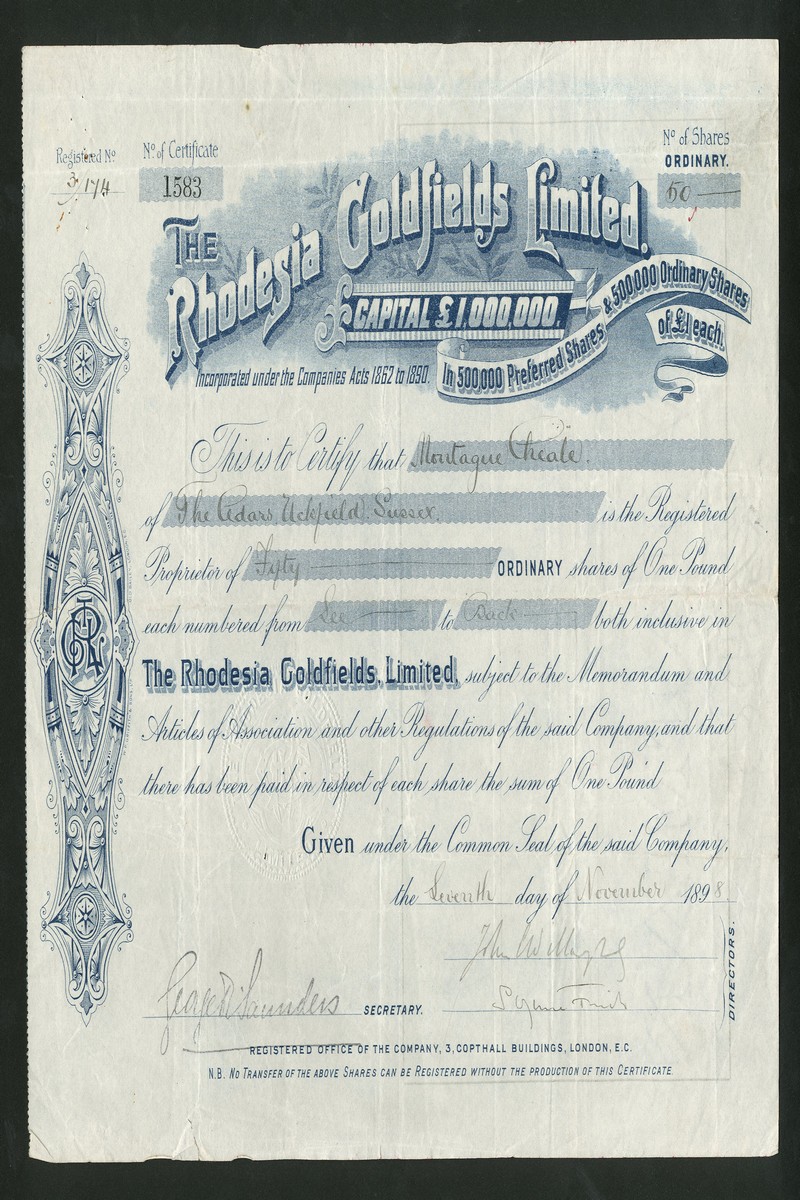 Registered No. 3/174
No. of Certificate
1583
No. of Shares
ORDINARY.
50
THE
Rhodesia Goldfields Limited.
CAPITAL £1,000,000.
In 500,000 Preferred Shares & 500,000 Ordinary Shares
of £1 each.
Incorporated under the Companies Acts 1862 to 1890.
This is to Certify that Montague Cheale.
of The Cedars, Uckfield. Sussex. is the Registered
Proprietor of Fifty ORDINARY shares of One Pound
each numbered from See to Back both inclusive in
The Rhodesia Goldfields, Limited, subject to the Memorandum and
Articles of Association and other Regulations of the said Company, and that
there has been paid in respect of each share the sum of One Pound
Given under the Common Seal of the said Company,
the Seventh day of November 1898
John
George Saunders SECRETARY.
DIRECTORS.
REGISTERED OFFICE OF THE COMPANY, 3, COPTHALL BUILDINGS, LONDON, E.C.
N.B. No Transfer of the above Shares can be Registered without the production of this Certificate.